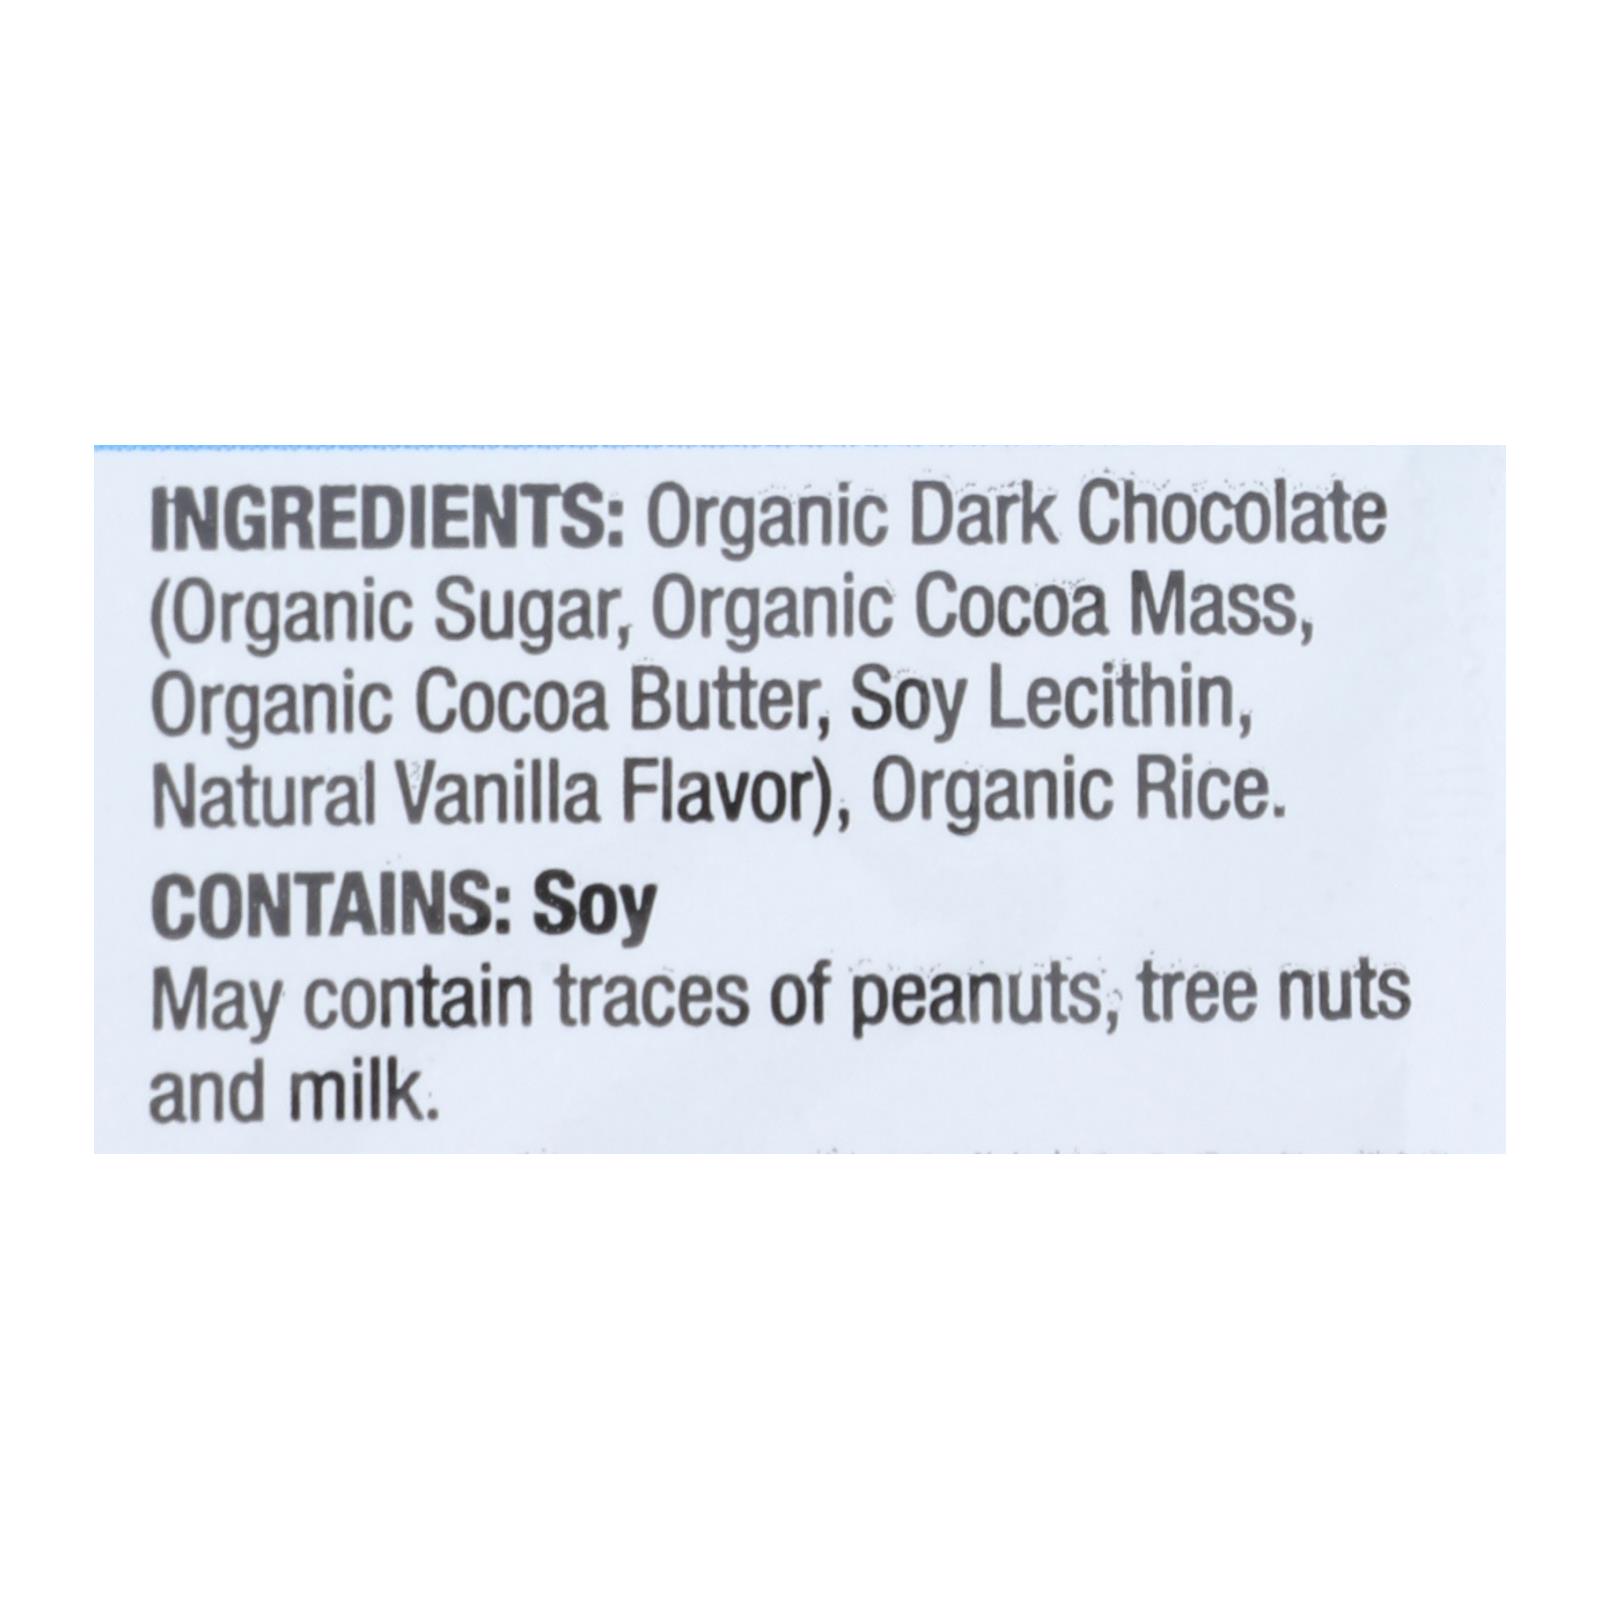 INGREDIENTS: Organic Dark Chocolate
(Organic Sugar, Organic Cocoa Mass,
Organic Cocoa Butter, Soy Lecithin,
Natural Vanilla Flavor), Organic Rice.
CONTAINS: Soy
May contain traces of peanuts, tree nuts
and milk.